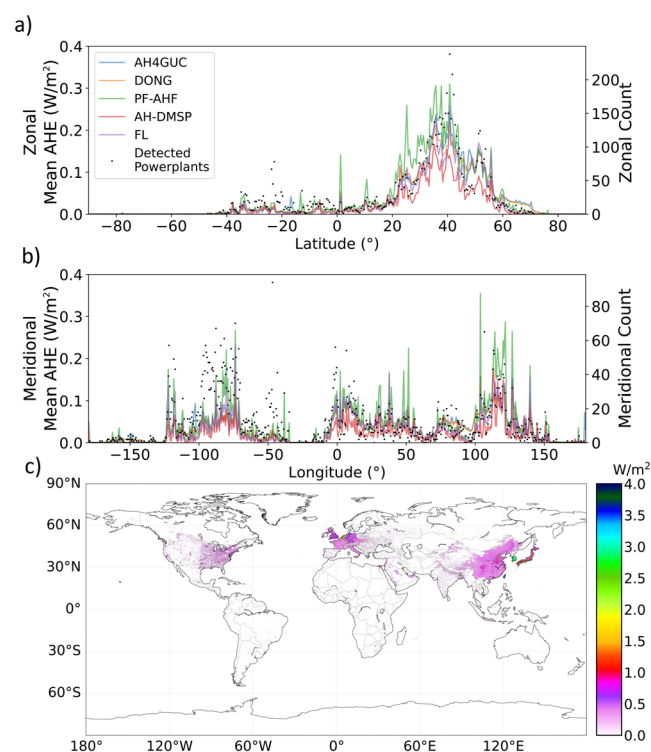 a)
0.4
0.3
0.2
0.1
0.0
Zonal
Mean AHE (W/m²)
AH4GUC
DONG
PF-AHF
AH-DMSP
FL
Detected
Powerplants
200
150
100
50
0
Zonal Count
−80 −60 −40 −20 0 20 40 60 80
Latitude (°)
b)
0.4
0.3
0.2
0.1
0.0
Meridional
Mean AHE (W/m²)
80
60
40
20
0
Meridional Count
−150 −100 −50 0 50 100 150
Longitude (°)
c)
90°N
60°N
30°N
0°
30°S
60°S
180° 120°W 60°W 0° 60°E 120°E
W/m²
4.0
3.5
3.0
2.5
2.0
1.5
1.0
0.5
0.0